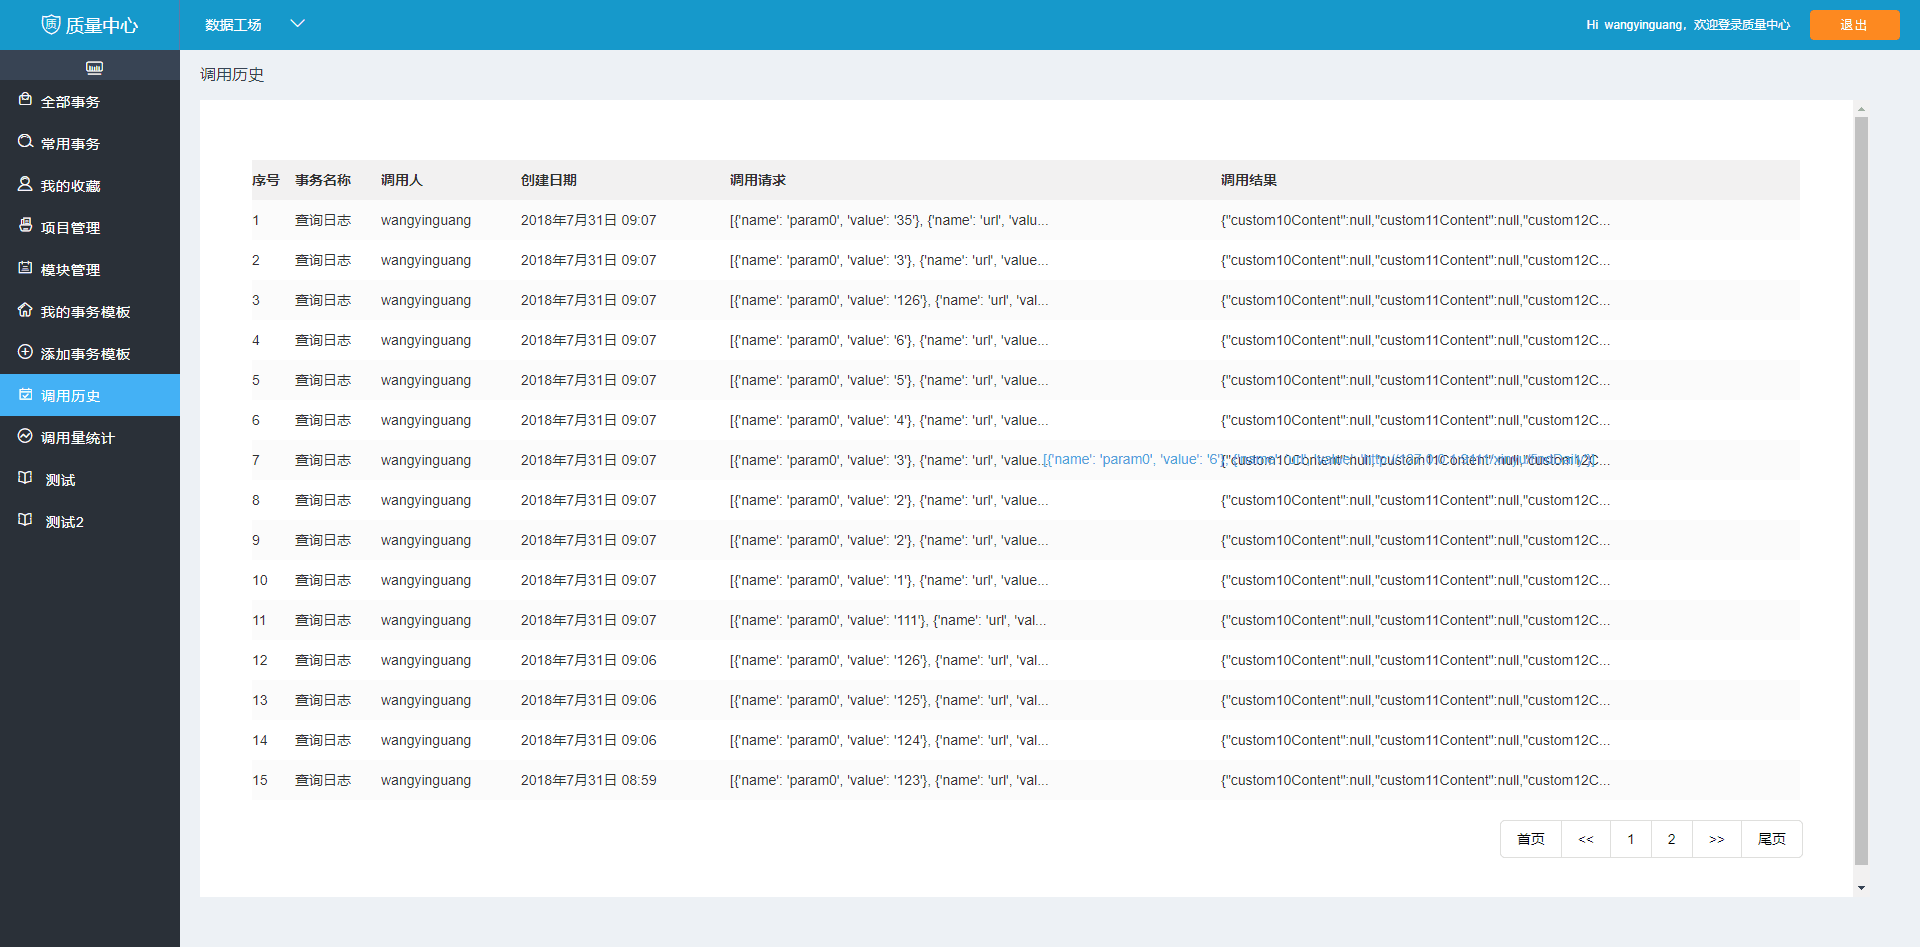 质量中心
数据工场
Hi wangyinguang，欢迎登录质量中心
退出
调用历史
全部事务
常用事务
我的收藏
项目管理
模块管理
我的事务模板
添加事务模板
调用历史
调用量统计
测试
测试2
序号 事务名称 调用人 创建日期 调用请求 调用结果
1 查询日志 wangyinguang 2018年7月31日 09:07 [{'name': 'param0', 'value': '35'}, {'name': 'url', 'valu... {"custom10Content":null,"custom11Content":null,"custom12C...
2 查询日志 wangyinguang 2018年7月31日 09:07 [{'name': 'param0', 'value': '3'}, {'name': 'url', 'value... {"custom10Content":null,"custom11Content":null,"custom12C...
3 查询日志 wangyinguang 2018年7月31日 09:07 [{'name': 'param0', 'value': '126'}, {'name': 'url', 'val... {"custom10Content":null,"custom11Content":null,"custom12C...
4 查询日志 wangyinguang 2018年7月31日 09:07 [{'name': 'param0', 'value': '6'}, {'name': 'url', 'value... {"custom10Content":null,"custom11Content":null,"custom12C...
5 查询日志 wangyinguang 2018年7月31日 09:07 [{'name': 'param0', 'value': '5'}, {'name': 'url', 'value... {"custom10Content":null,"custom11Content":null,"custom12C...
6 查询日志 wangyinguang 2018年7月31日 09:07 [{'name': 'param0', 'value': '4'}, {'name': 'url', 'value... {"custom10Content":null,"custom11Content":null,"custom12C...
7 查询日志 wangyinguang 2018年7月31日 09:07 [{'name': 'param0', 'value': '3'}, {'name': 'url', 'value... [{'name': 'param0', 'value': '6'}, {"custom10Content":null,"custom11Content":null,"custom12C...
8 查询日志 wangyinguang 2018年7月31日 09:07 [{'name': 'param0', 'value': '2'}, {'name': 'url', 'value... {"custom10Content":null,"custom11Content":null,"custom12C...
9 查询日志 wangyinguang 2018年7月31日 09:07 [{'name': 'param0', 'value': '2'}, {'name': 'url', 'value... {"custom10Content":null,"custom11Content":null,"custom12C...
10 查询日志 wangyinguang 2018年7月31日 09:07 [{'name': 'param0', 'value': '1'}, {'name': 'url', 'value... {"custom10Content":null,"custom11Content":null,"custom12C...
11 查询日志 wangyinguang 2018年7月31日 09:07 [{'name': 'param0', 'value': '111'}, {'name': 'url', 'val... {"custom10Content":null,"custom11Content":null,"custom12C...
12 查询日志 wangyinguang 2018年7月31日 09:06 [{'name': 'param0', 'value': '126'}, {'name': 'url', 'val... {"custom10Content":null,"custom11Content":null,"custom12C...
13 查询日志 wangyinguang 2018年7月31日 09:06 [{'name': 'param0', 'value': '125'}, {'name': 'url', 'val... {"custom10Content":null,"custom11Content":null,"custom12C...
14 查询日志 wangyinguang 2018年7月31日 09:06 [{'name': 'param0', 'value': '124'}, {'name': 'url', 'val... {"custom10Content":null,"custom11Content":null,"custom12C...
15 查询日志 wangyinguang 2018年7月31日 08:59 [{'name': 'param0', 'value': '123'}, {'name': 'url', 'val... {"custom10Content":null,"custom11Content":null,"custom12C...
首页 << 1 2 >> 尾页